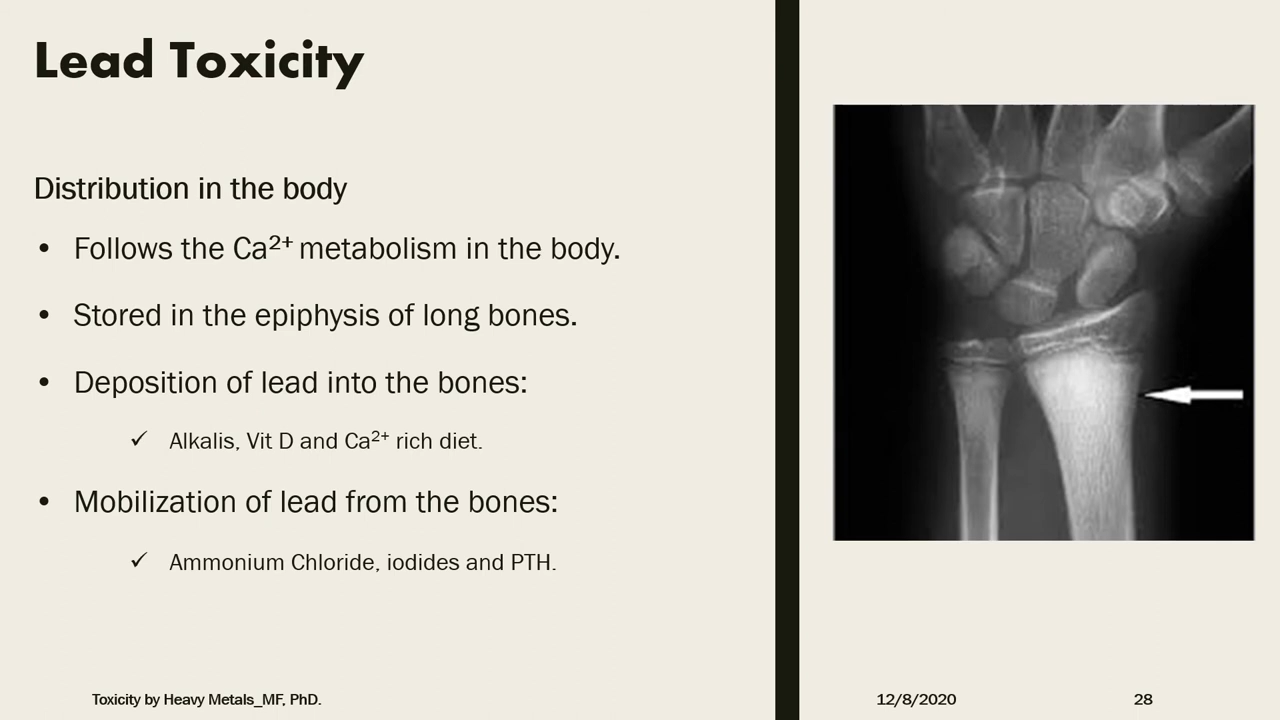 Lead Toxicity
Distribution in the body
• Follows the Ca²⁺ metabolism in the body.
• Stored in the epiphysis of long bones.
• Deposition of lead into the bones:
✓ Alkalis, Vit D and Ca²⁺ rich diet.
• Mobilization of lead from the bones:
✓ Ammonium Chloride, iodides and PTH.
Toxicity by Heavy Metals_MF, PhD.
12/8/2020
28